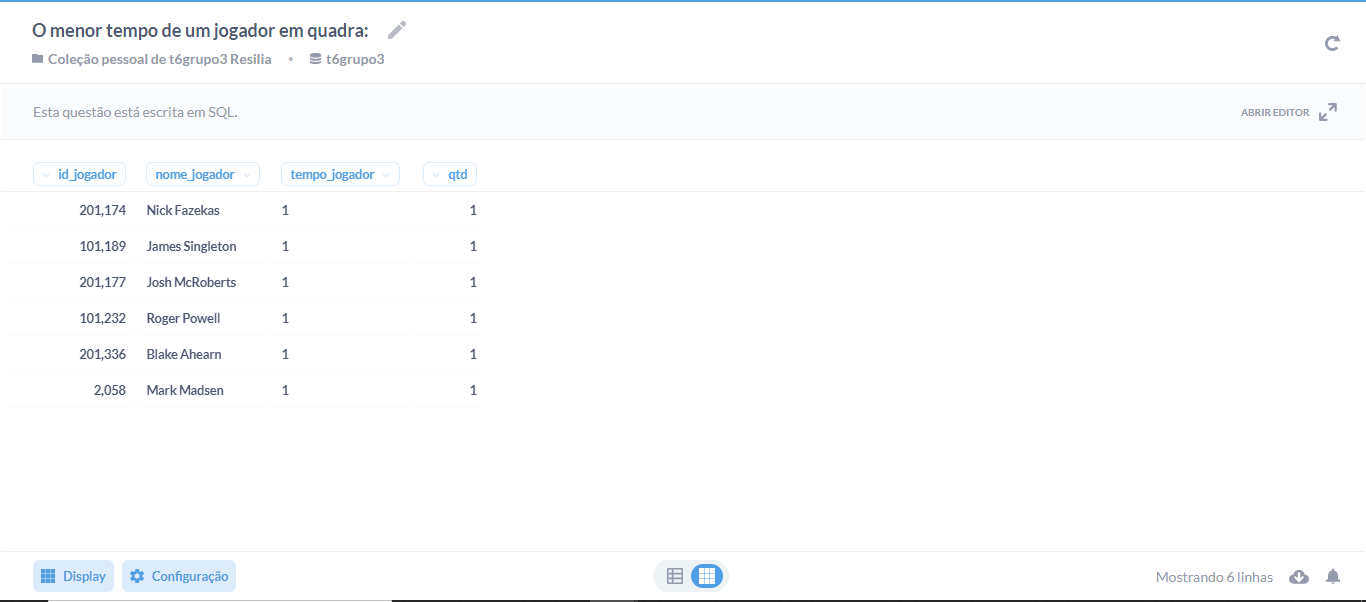 O menor tempo de um jogador em quadra:
Coleção pessoal de t6grupo3 Resilia • t6grupo3
Esta questão está escrita em SQL.
ABRIR EDITOR
id_jogador nome_jogador tempo_jogador qtd
201,174 Nick Fazekas 1 1
101,189 James Singleton 1 1
201,177 Josh McRoberts 1 1
101,232 Roger Powell 1 1
201,336 Blake Ahearn 1 1
2,058 Mark Madsen 1 1
Display Configuração Mostrando 6 linhas